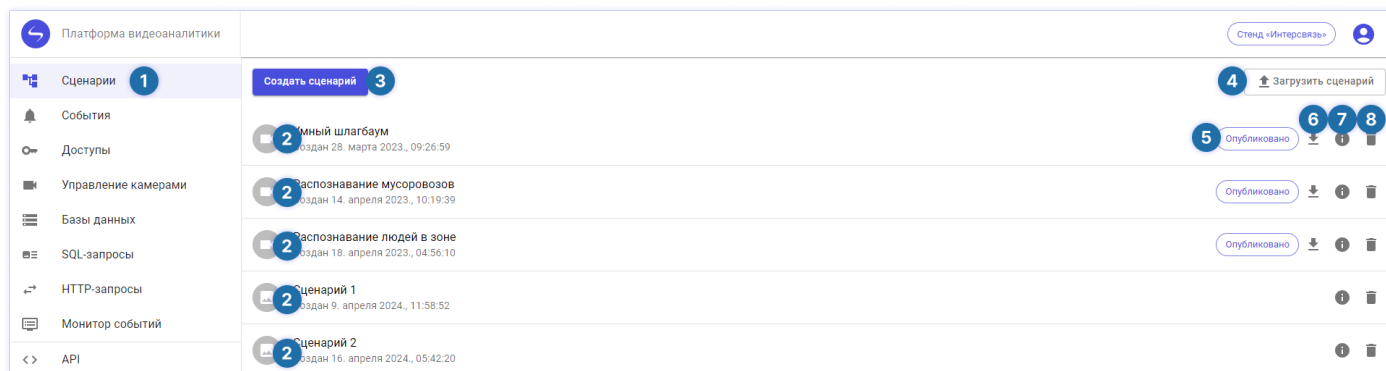 Платформа видеоаналитики
Стенд «Интерсвязь»
Сценарии 1
Создать сценарий 3
4 Загрузить сценарий
События
Доступы
Управление камерами
Базы данных
SQL-запросы
HTTP-запросы
Монитор событий
API
6 7 8
2 Умный шлагбаум
Создан 28. марта 2023., 09:26:59
5 Опубликовано
2 Распознавание мусоровозов
Создан 14. апреля 2023., 10:19:39
Опубликовано
2 Распознавание людей в зоне
Создан 18. апреля 2023., 04:56:10
Опубликовано
2 Сценарий 1
Создан 9. апреля 2024., 11:58:52
2 Сценарий 2
Создан 16. апреля 2024., 05:42:20